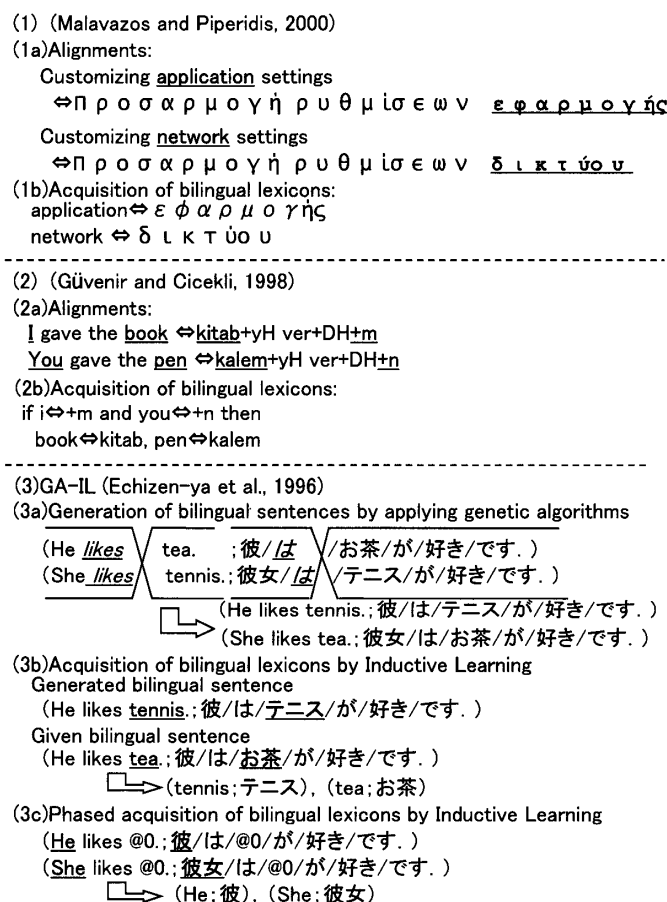 (1) (Malavazos and Piperidis, 2000)
(1a)Alignments:
Customizing application settings
⇔Προσαρμογή ρυθμίσεων εφαρμογής
Customizing network settings
⇔Προσαρμογή ρυθμίσεων δικτύου
(1b)Acquisition of bilingual lexicons:
application⇔εφαρμογής
network ⇔ δικτύου
(2) (Güvenir and Cicekli, 1998)
(2a)Alignments:
I gave the book ⇔kitab+yH ver+DH+m
You gave the pen ⇔kalem+yH ver+DH+n
(2b)Acquisition of bilingual lexicons:
if i⇔+m and you⇔+n then
book⇔kitab, pen⇔kalem
(3)GA-IL (Echizen-ya et al., 1996)
(3a)Generation of bilingual sentences by applying genetic algorithms
(He likes tea. ;彼/は/お茶/が/好き/です. )
(She likes tennis.;彼女/は/テニス/が/好き/です. )
(He likes tennis.;彼/は/テニス/が/好き/です. )
(She likes tea.;彼女/は/お茶/が/好き/です. )
(3b)Acquisition of bilingual lexicons by Inductive Learning
Generated bilingual sentence
(He likes tennis.;彼/は/テニス/が/好き/です. )
Given bilingual sentence
(He likes tea.;彼/は/お茶/が/好き/です. )
(tennis;テニス), (tea;お茶)
(3c)Phased acquisition of bilingual lexicons by Inductive Learning
(He likes @0.;彼/は/@0/が/好き/です. )
(She likes @0.;彼女/は/@0/が/好き/です. )
(He;彼), (She;彼女)